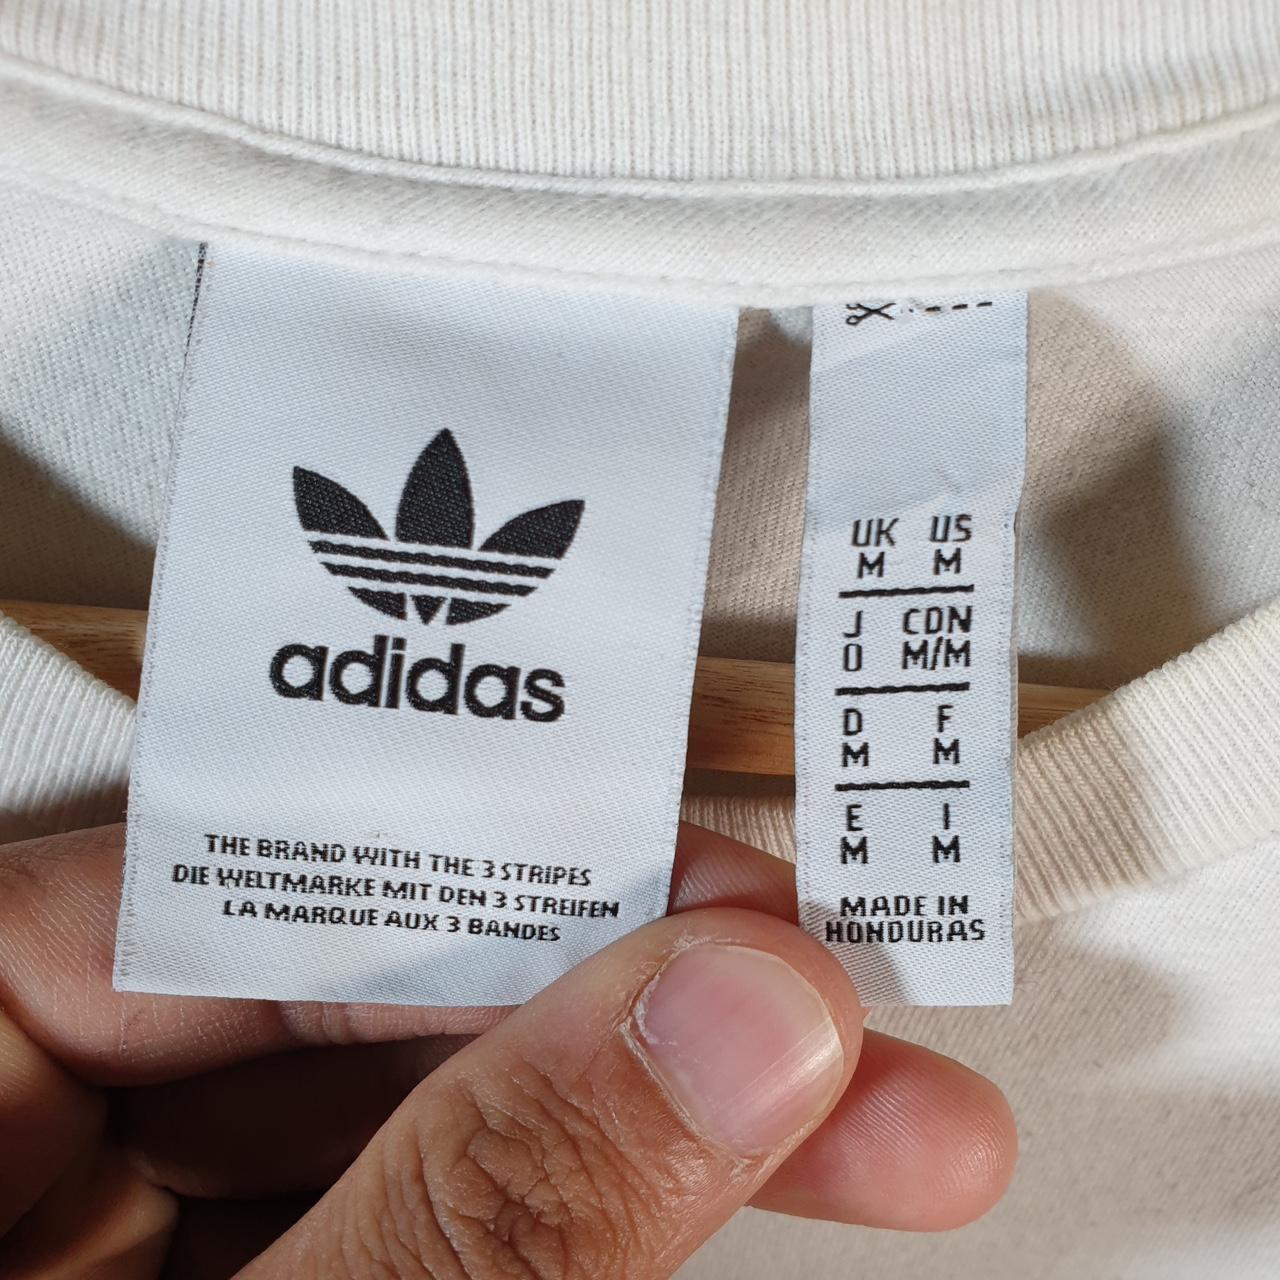 adidas
THE BRAND WITH THE 3 STRIPES
DIE WELTMARKE MIT DEN 3 STREIFEN
LA MARQUE AUX 3 BANDES
UK US
M M
J CDN
O M/M
D F
M M
E I
M M
MADE IN
HONDURAS